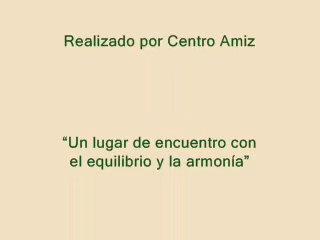 Realizado por Centro Amiz
“Un lugar de encuentro con
el equilibrio y la armonía”